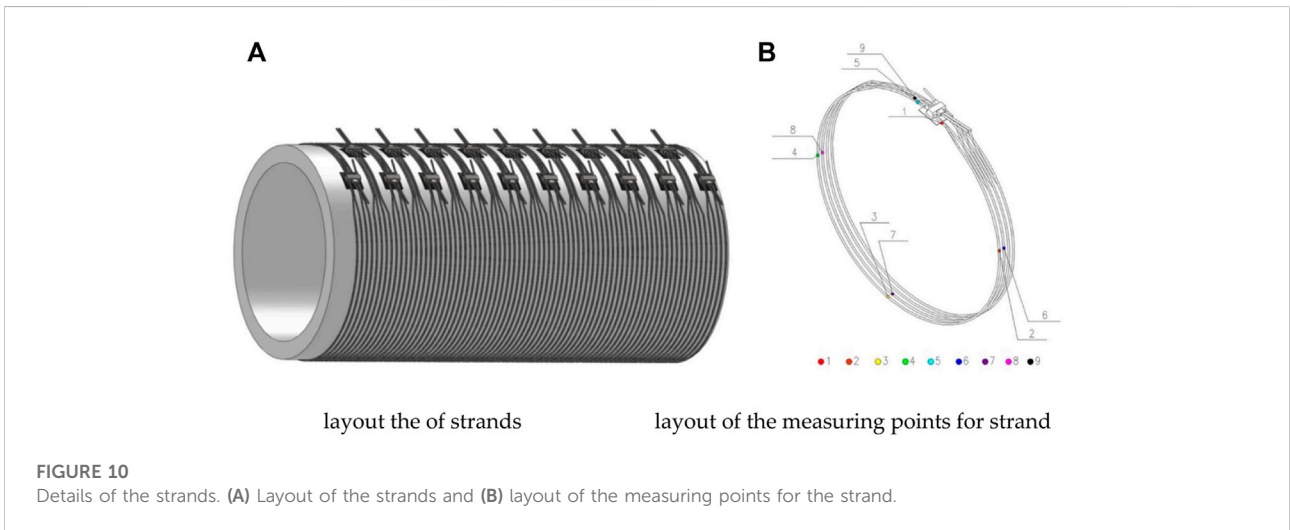 A
B
9
5
1
8
4
3
7
6
2
1 2 3 4 5 6 7 8 9
layout the of strands
layout of the measuring points for strand
FIGURE 10
Details of the strands. (A) Layout of the strands and (B) layout of the measuring points for the strand.